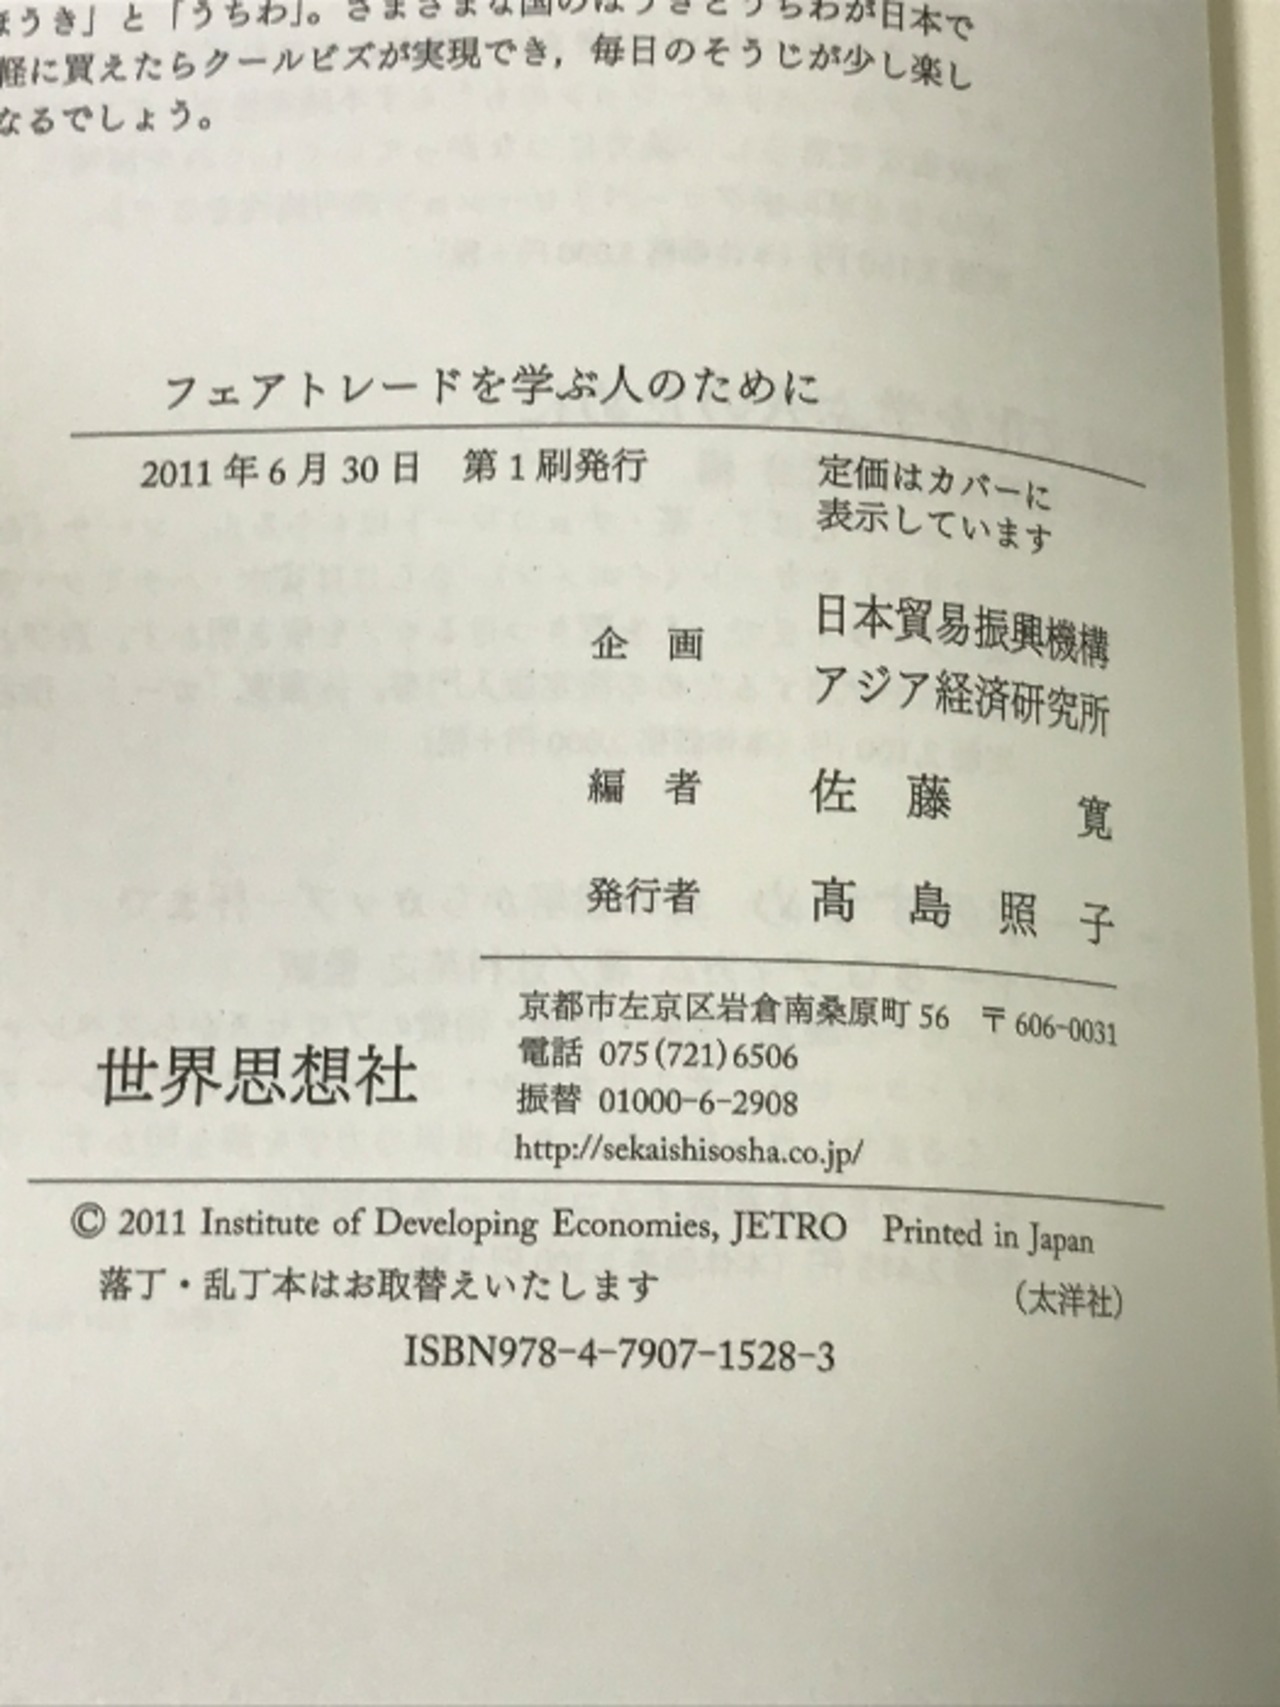 ほうき」と「うちわ」。さまざまな国のほうきとうちわが日本で
軽に買えたらクールビズが実現でき，毎日のそうじが少し楽し
なるでしょう。
フェアトレードを学ぶ人のために
2011年6月30日　第1刷発行　定価はカバーに
表示しています
企　画　日本貿易振興機構
アジア経済研究所
編　者　佐　藤　　寛
発行者　髙　島　照　子
京都市左京区岩倉南桑原町 56　〒 606-0031
世界思想社
電話 075(721)6506
振替 01000-6-2908
http://sekaishisosha.co.jp/
© 2011 Institute of Developing Economies, JETRO　Printed in Japan
落丁・乱丁本はお取替えいたします　（太洋社）
ISBN978-4-7907-1528-3